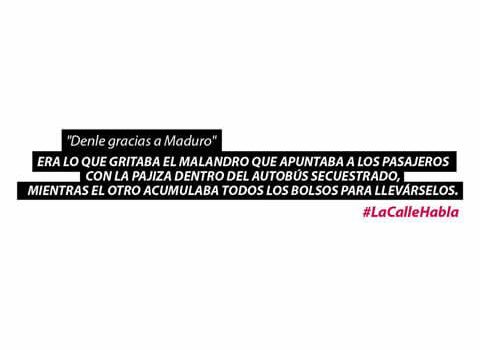 "Denle gracias a Maduro"
ERA LO QUE GRITABA EL MALANDRO QUE APUNTABA A LOS PASAJEROS
CON LA PAJIZA DENTRO DEL AUTOBÚS SECUESTRADO,
MIENTRAS EL OTRO ACUMULABA TODOS LOS BOLSOS PARA LLEVÁRSELOS.
#LaCalleHabla